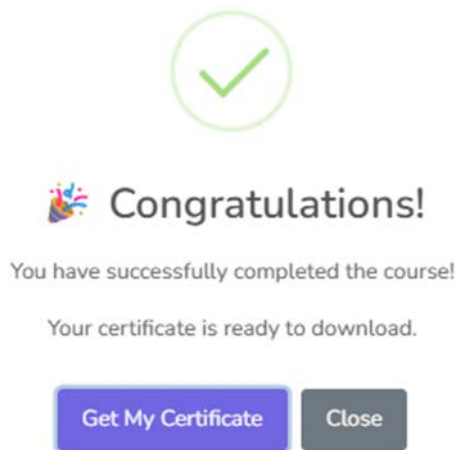 🎉 Congratulations!
You have successfully completed the course!
Your certificate is ready to download.
Get My Certificate Close